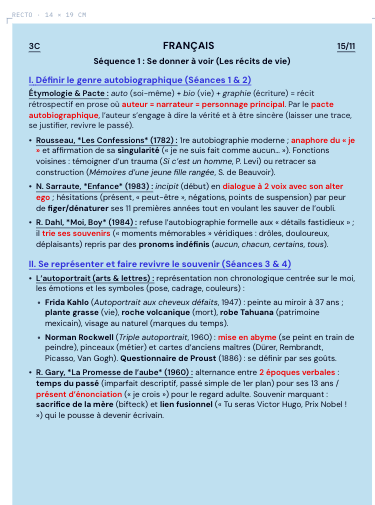 RECTO - 14 × 19 CM
3C FRANÇAIS 15/11
Séquence 1 : Se donner à voir (Les récits de vie)
I. Définir le genre autobiographique (Séances 1 & 2)
Étymologie & Pacte : auto (soi-même) + bio (vie) + graphie (écriture) = récit
rétrospectif en prose où auteur = narrateur = personnage principal. Par le pacte
autobiographique, l'auteur s'engage à dire la vérité et à être sincère (laisser une trace,
se justifier, revivre le passé).
• Rousseau, *Les Confessions* (1782) : 1re autobiographie moderne ; anaphore du « je
» et affirmation de sa singularité (« je ne suis fait comme aucun... »). Fonctions
voisines : témoigner d'un trauma (Si c'est un homme, P. Levi) ou retracer sa
construction (Mémoires d'une jeune fille rangée, S. de Beauvoir).
• N. Sarraute, *Enfance* (1983) : incipit (début) en dialogue à 2 voix avec son alter
ego ; hésitations (présent, « peut-être », négations, points de suspension) par peur
de figer/dénaturer ses 11 premières années tout en voulant les sauver de l'oubli.
• R. Dahl, *Moi, Boy* (1984) : refuse l'autobiographie formelle aux « détails fastidieux » ;
il trie ses souvenirs (« moments mémorables » véridiques : drôles, douloureux,
déplaisants) repris par des pronoms indéfinis (aucun, chacun, certains, tous).
II. Se représenter et faire revivre le souvenir (Séances 3 & 4)
• L'autoportrait (arts & lettres) : représentation non chronologique centrée sur le moi,
les émotions et les symboles (pose, cadrage, couleurs) :
• Frida Kahlo (Autoportrait aux cheveux défaits, 1947) : peinte au miroir à 37 ans ;
plante grasse (vie), roche volcanique (mort), robe Tahuana (patrimoine
mexicain), visage au naturel (marques du temps).
• Norman Rockwell (Triple autoportrait, 1960) : mise en abyme (se peint en train de
peindre), pinceaux (métier) et cartes d'anciens maîtres (Dürer, Rembrandt,
Picasso, Van Gogh). Questionnaire de Proust (1886) : se définir par ses goûts.
• R. Gary, *La Promesse de l'aube* (1960) : alternance entre 2 époques verbales :
temps du passé (imparfait descriptif, passé simple de 1er plan) pour ses 13 ans /
présent d'énonciation (« je crois ») pour le regard adulte. Souvenir marquant :
sacrifice de la mère (bifteck) et lien fusionnel (« Tu seras Victor Hugo, Prix Nobel !
») qui le pousse à devenir écrivain.